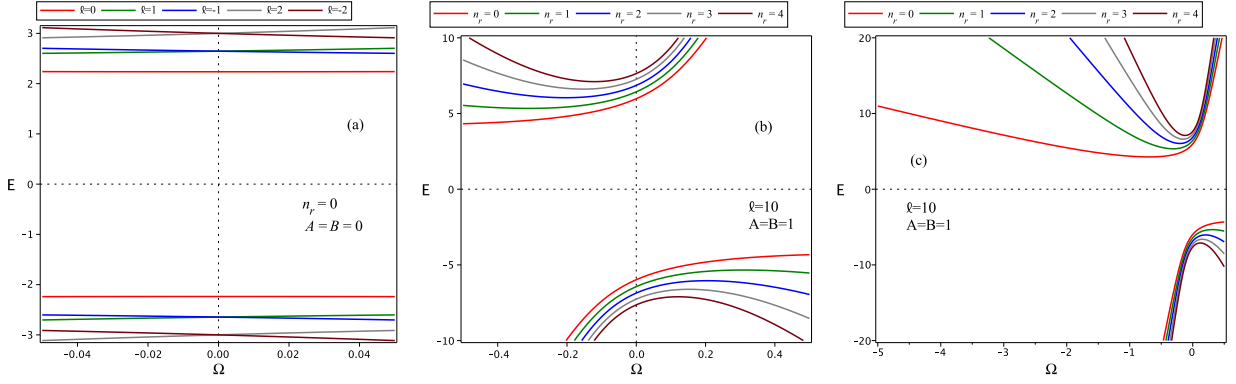 ℓ=0 ℓ=1 ℓ=-1 ℓ=2 ℓ=-2
3
2
1
E 0
-1
-2
-3
(a)
n_r = 0
A = B = 0
-0.04 -0.02 0.00 0.02 0.04
Ω
n_r = 0 n_r = 1 n_r = 2 n_r = 3 n_r = 4
10
5
E 0
-5
-10
(b)
ℓ=10
A=B=1
-0.4 -0.2 0.0 0.2 0.4
Ω
n_r = 0 n_r = 1 n_r = 2 n_r = 3 n_r = 4
20
10
E 0
-10
-20
(c)
ℓ=10
A=B=1
-5 -4 -3 -2 -1 0
Ω